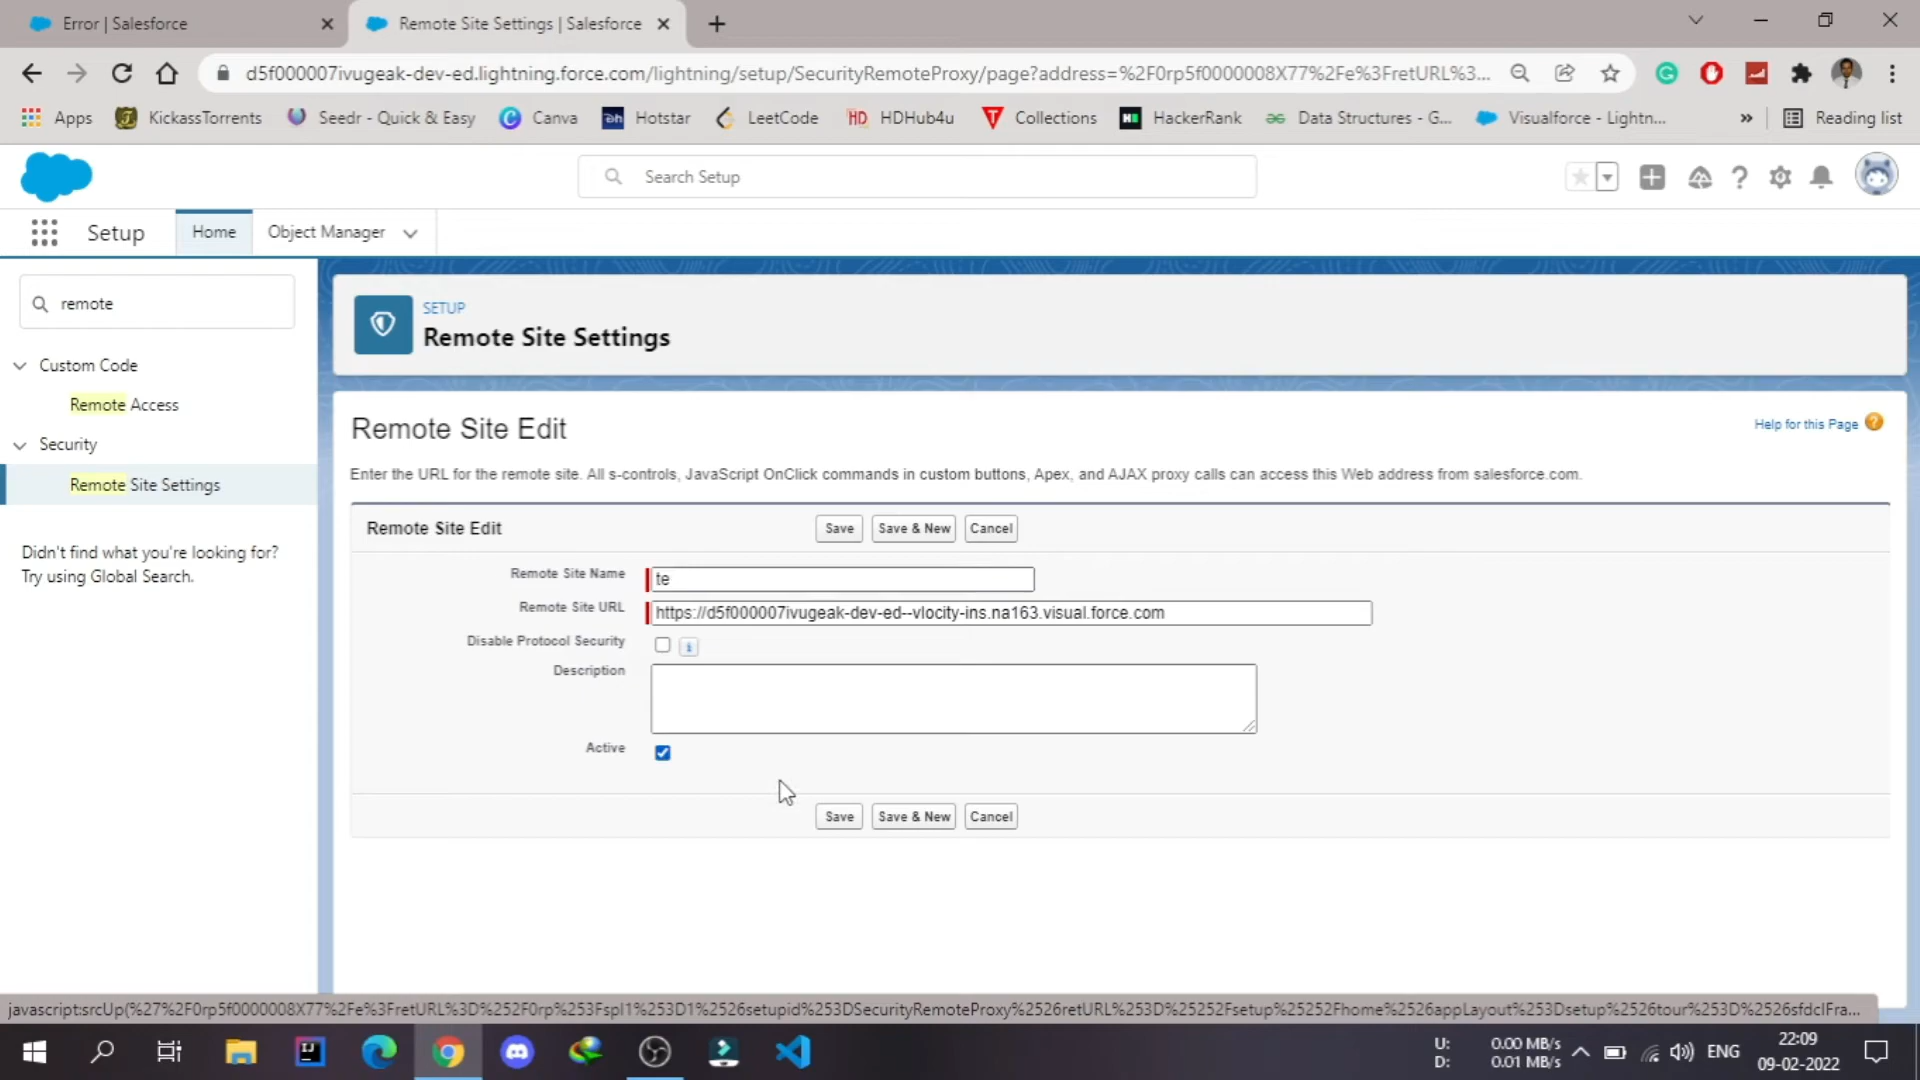 Error | Salesforce
Remote Site Settings | Salesforce
d5f000007ivugeak-dev-ed.lightning.force.com/lightning/setup/SecurityRemoteProxy/page?address=%2F0rp5f0000008X77%2Fe%3FretURL%3...
Apps
KickassTorrents
Seedr - Quick & Easy
Canva
Hotstar
LeetCode
HDHub4u
Collections
HackerRank
Data Structures - G...
Visualforce - Lightn...
»
Reading list
Search Setup
Setup
Home
Object Manager
remote
Custom Code
Remote Access
Security
Remote Site Settings
Didn't find what you're looking for?
Try using Global Search.
SETUP
Remote Site Settings
Remote Site Edit
Help for this Page
Enter the URL for the remote site. All s-controls, JavaScript OnClick commands in custom buttons, Apex, and AJAX proxy calls can access this Web address from salesforce.com.
Remote Site Edit
Save
Save & New
Cancel
Remote Site Name
te
Remote Site URL
https://d5f000007ivugeak-dev-ed--vlocity-ins.na163.visual.force.com
Disable Protocol Security
Description
Active
Save
Save & New
Cancel
javascript:srcUp(%27%2F0rp5f0000008X77%2Fe%3FretURL%3D%252F0rp%253Fspl1%253D1%2526setupid%253DSecurityRemoteProxy%2526retURL%253D%25252Fsetup%25252Fhome%2526appLayout%253Dsetup%2526tour%253D%2526sfdcIFra...
U: 0.00 MB/s
D: 0.01 MB/s
ENG
22:09
09-02-2022